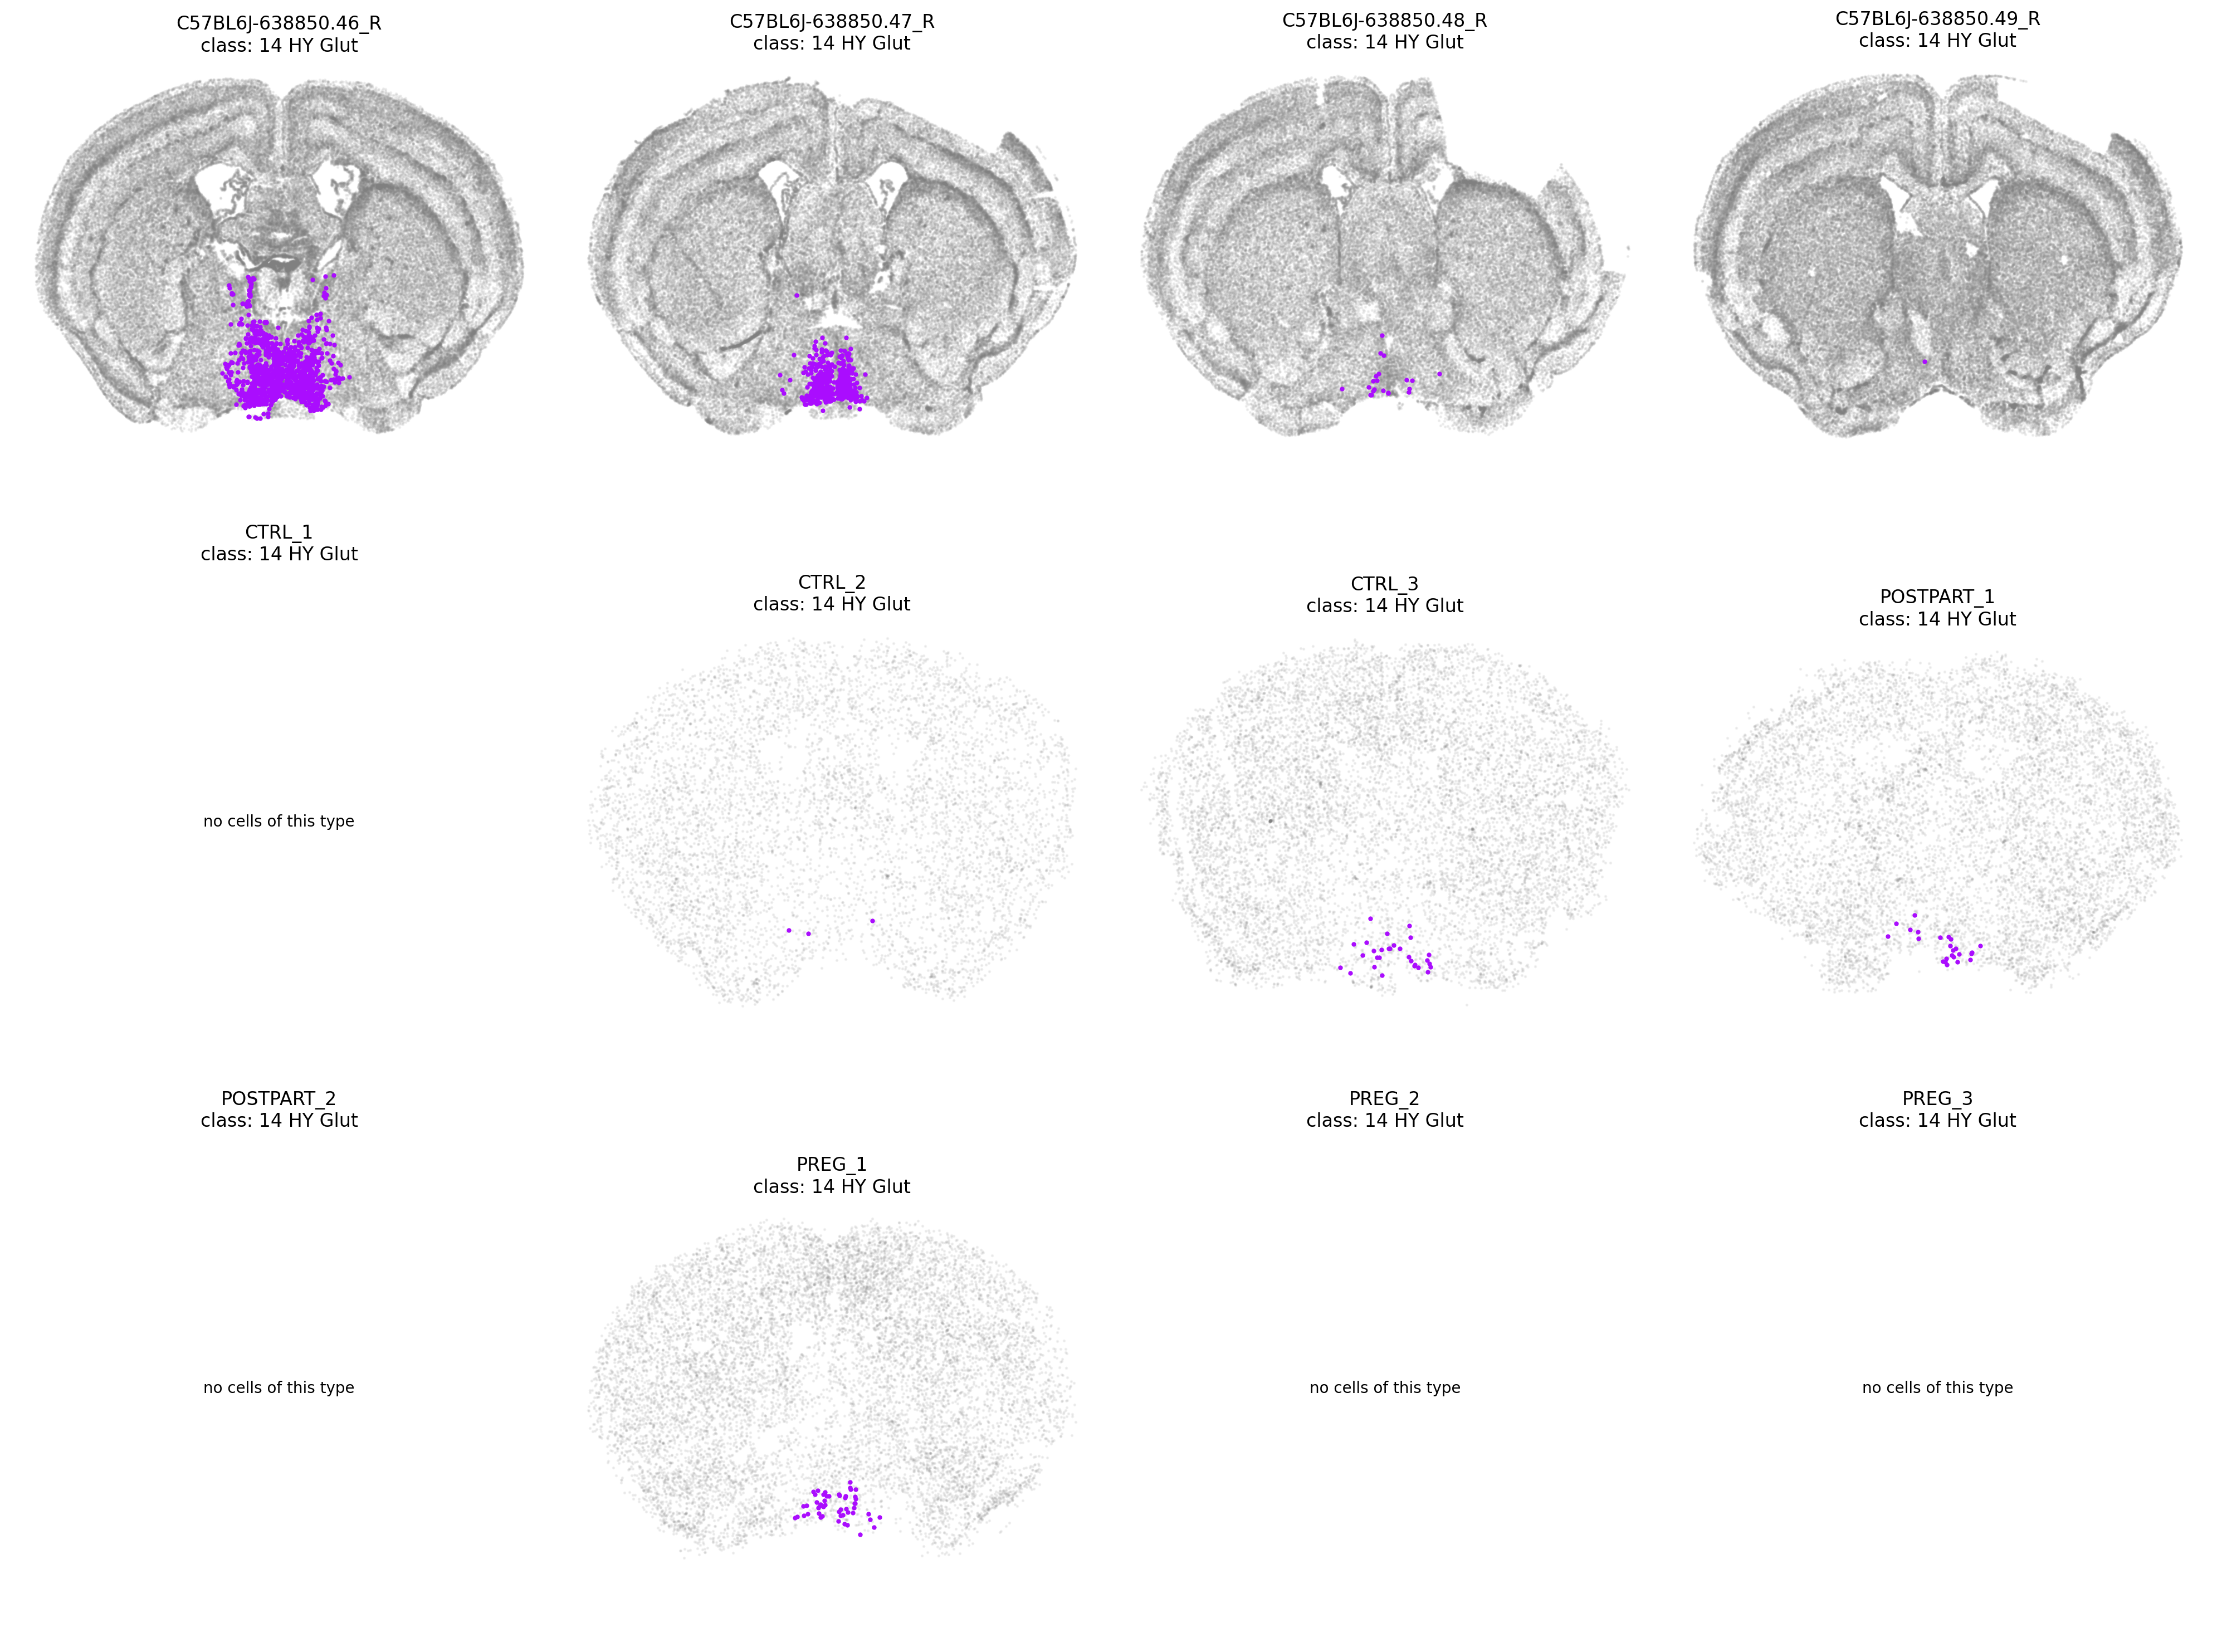 C57BL6J-638850.46_R
class: 14 HY Glut
C57BL6J-638850.47_R
class: 14 HY Glut
C57BL6J-638850.48_R
class: 14 HY Glut
C57BL6J-638850.49_R
class: 14 HY Glut
CTRL_1
class: 14 HY Glut
no cells of this type
CTRL_2
class: 14 HY Glut
CTRL_3
class: 14 HY Glut
POSTPART_1
class: 14 HY Glut
POSTPART_2
class: 14 HY Glut
no cells of this type
PREG_1
class: 14 HY Glut
PREG_2
class: 14 HY Glut
no cells of this type
PREG_3
class: 14 HY Glut
no cells of this type